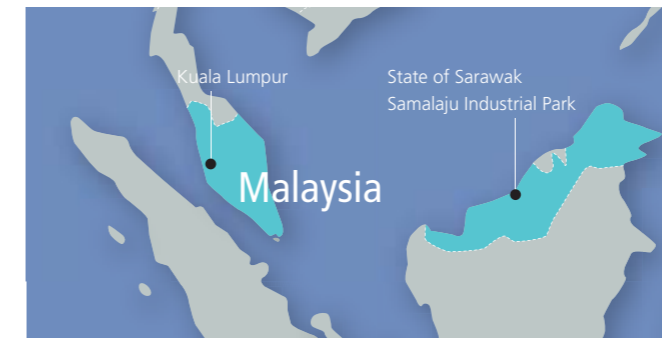 Kuala Lumpur
State of Sarawak
Samalaju Industrial Park
Malaysia